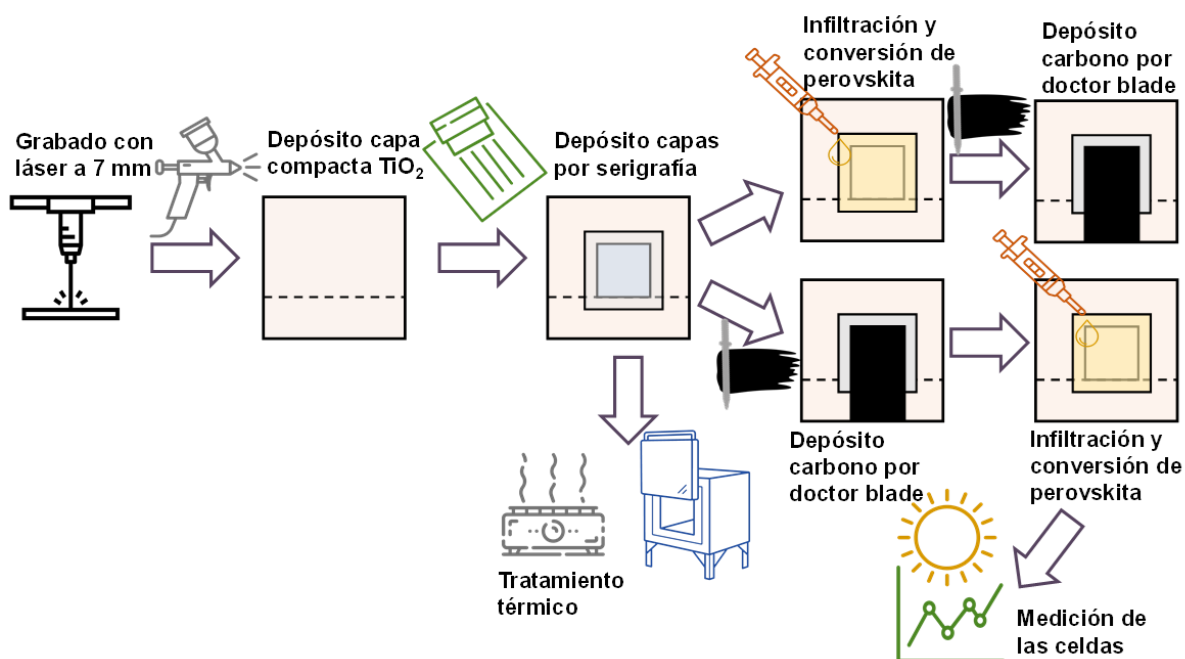 Grabado con
láser a 7 mm
Depósito capa
compacta TiO₂
Depósito capas
por serigrafía
Infiltración y
conversión de
perovskita
Depósito
carbono por
doctor blade
Tratamiento
térmico
Depósito
carbono por
doctor blade
Infiltración y
conversión de
perovskita
Medición de
las celdas